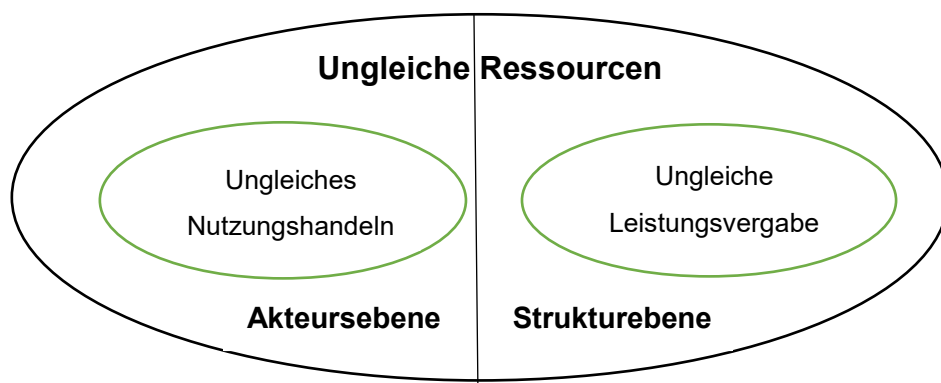 Ungleiche Ressourcen
Ungleiches
Nutzungshandeln
Ungleiche
Leistungsvergabe
Akteursebene
Strukturebene